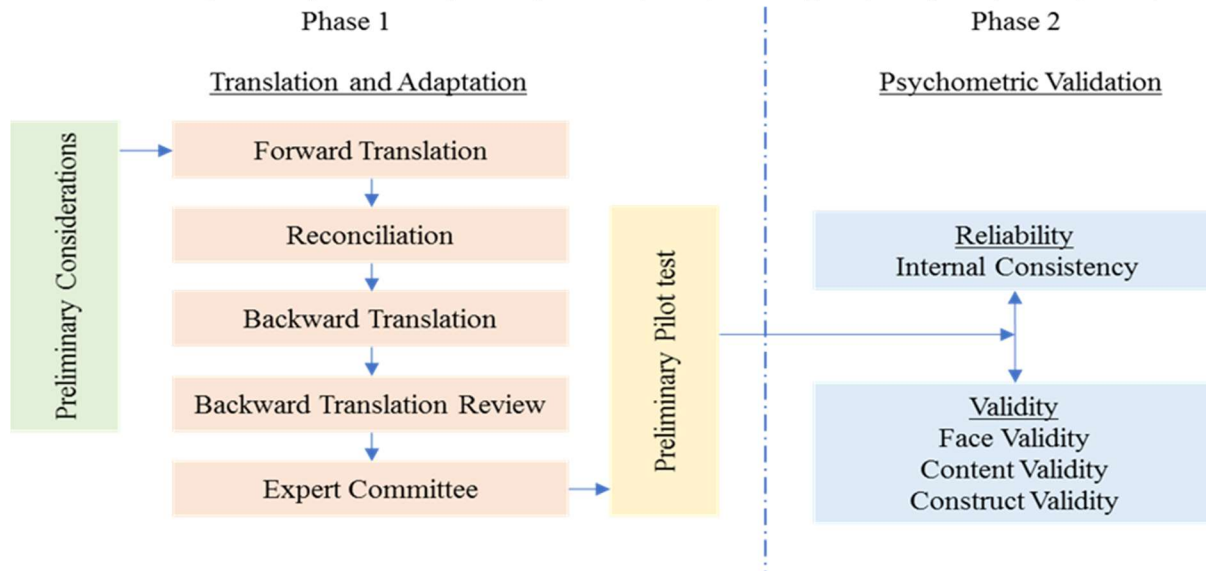 Phase 1
Translation and Adaptation
Preliminary Considerations
Forward Translation
Reconciliation
Backward Translation
Backward Translation Review
Expert Committee
Preliminary Pilot test
Phase 2
Psychometric Validation
Reliability
Internal Consistency
Validity
Face Validity
Content Validity
Construct Validity